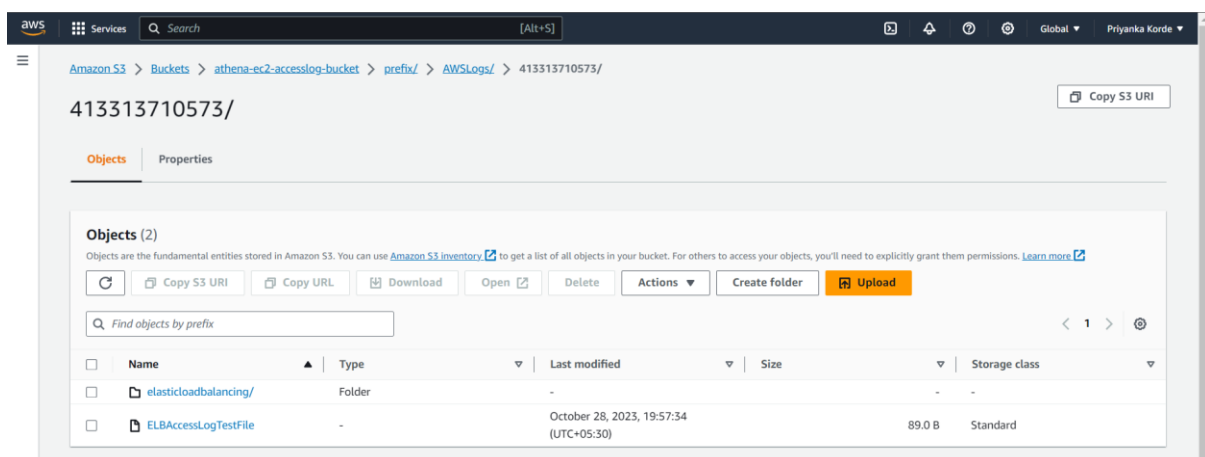 aws Services Search [Alt+S] Global Priyanka Korde
Amazon S3 > Buckets > athena-ec2-accesslog-bucket > prefix/ > AWSLogs/ > 413313710573/
Copy S3 URI
413313710573/
Objects Properties
Objects (2)
Objects are the fundamental entities stored in Amazon S3. You can use Amazon S3 inventory to get a list of all objects in your bucket. For others to access your objects, you'll need to explicitly grant them permissions. Learn more
Copy S3 URI Copy URL Download Open Delete Actions Create folder Upload
Find objects by prefix 1
Name Type Last modified Size Storage class
elasticloadbalancing/ Folder - - -
ELBAccessLogTestFile - October 28, 2023, 19:57:34 89.0 B Standard
(UTC+05:30)